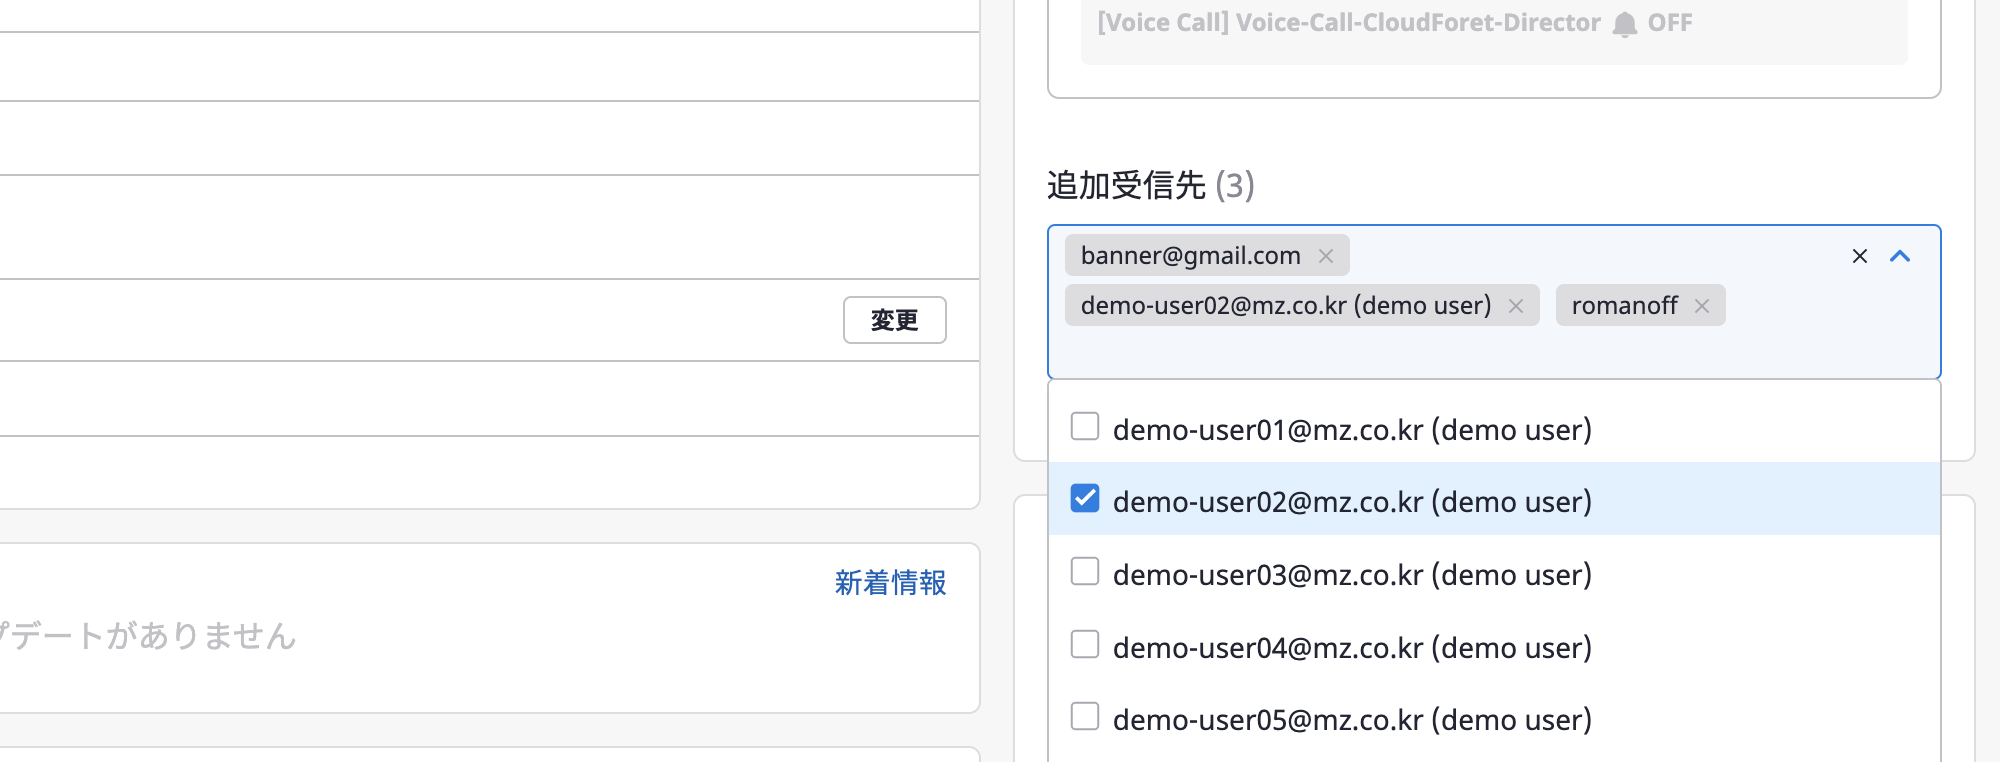 [Voice Call] Voice-Call-CloudForet-Director OFF
追加受信先 (3)
banner@gmail.com
demo-user02@mz.co.kr (demo user) romanoff
変更
demo-user01@mz.co.kr (demo user)
demo-user02@mz.co.kr (demo user)
demo-user03@mz.co.kr (demo user)
demo-user04@mz.co.kr (demo user)
demo-user05@mz.co.kr (demo user)
新着情報
プデートがありません